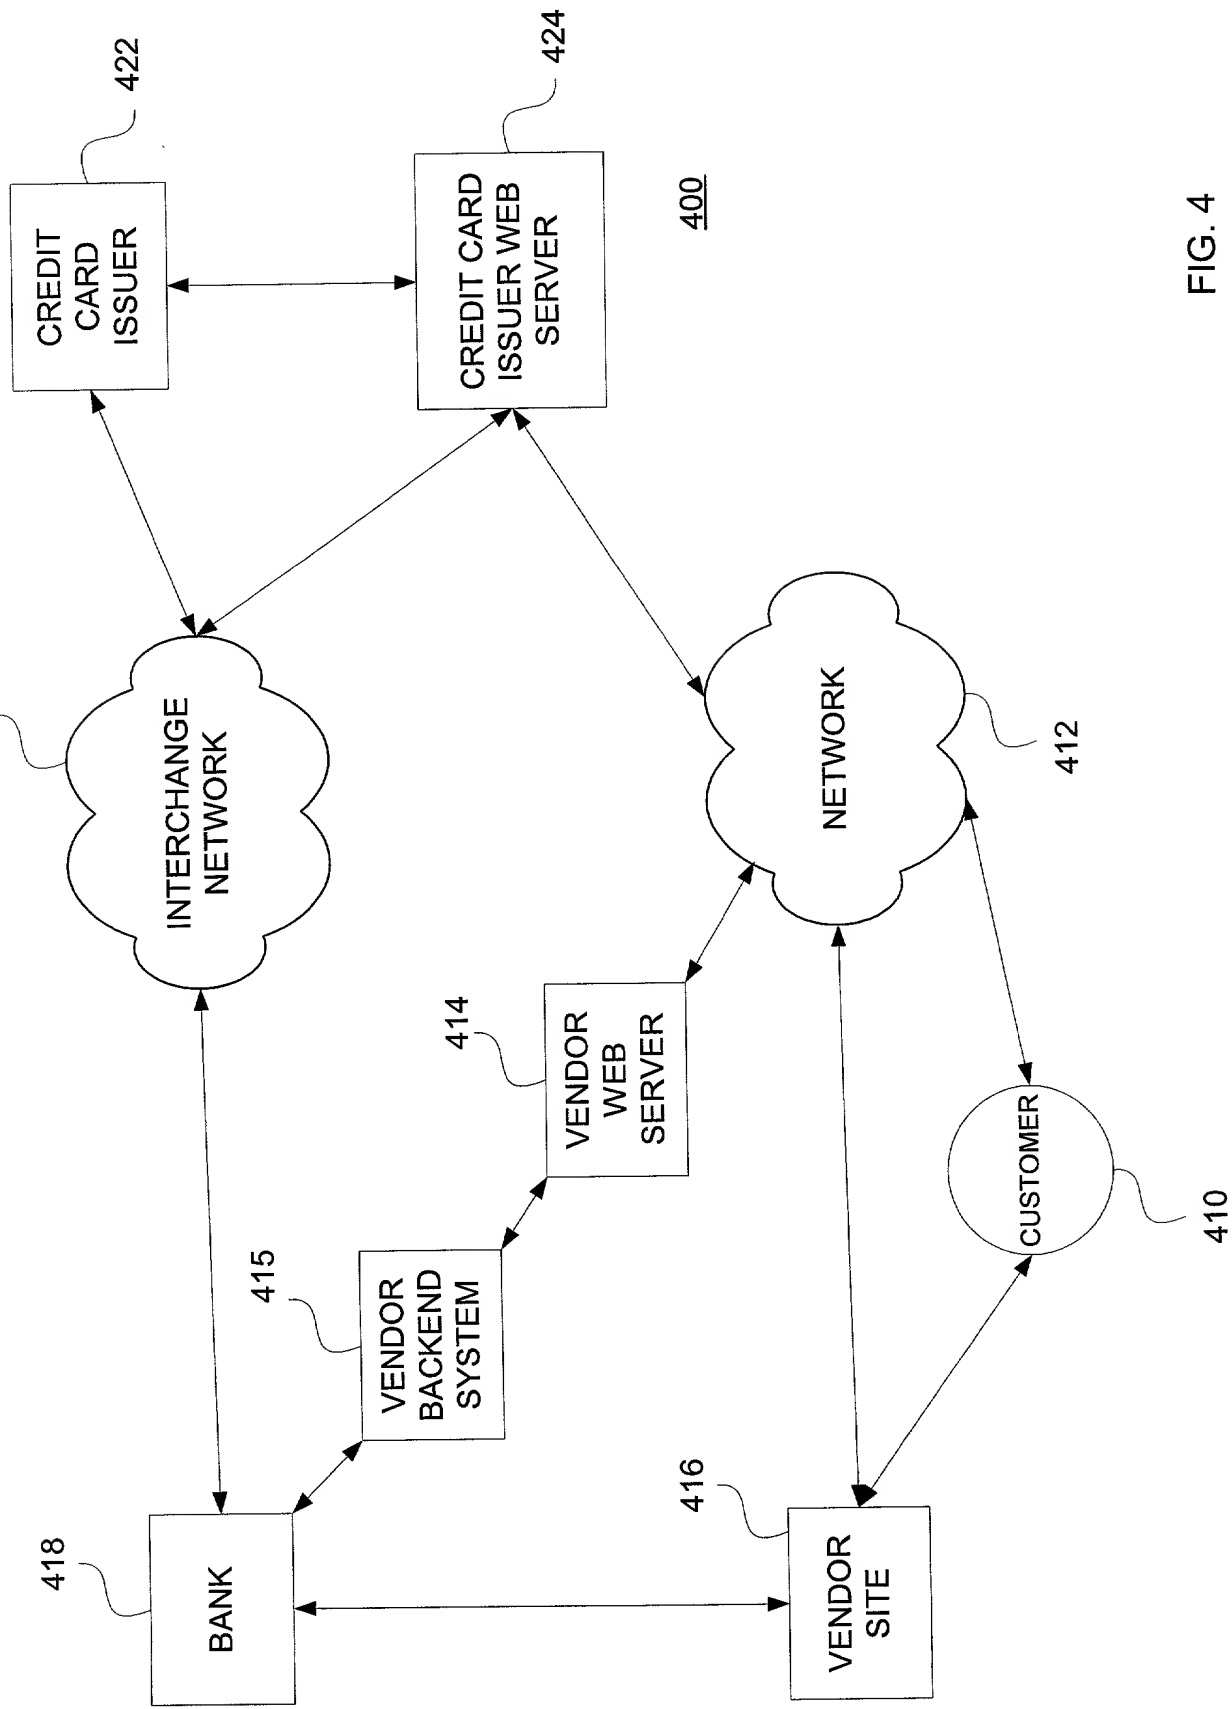 418
BANK
INTERCHANGE
NETWORK
CREDIT
CARD
ISSUER
422
415
VENDOR
BACKEND
SYSTEM
414
VENDOR
WEB
SERVER
CREDIT CARD
ISSUER WEB
SERVER
424
416
VENDOR
SITE
NETWORK
412
CUSTOMER
410
400
FIG. 4